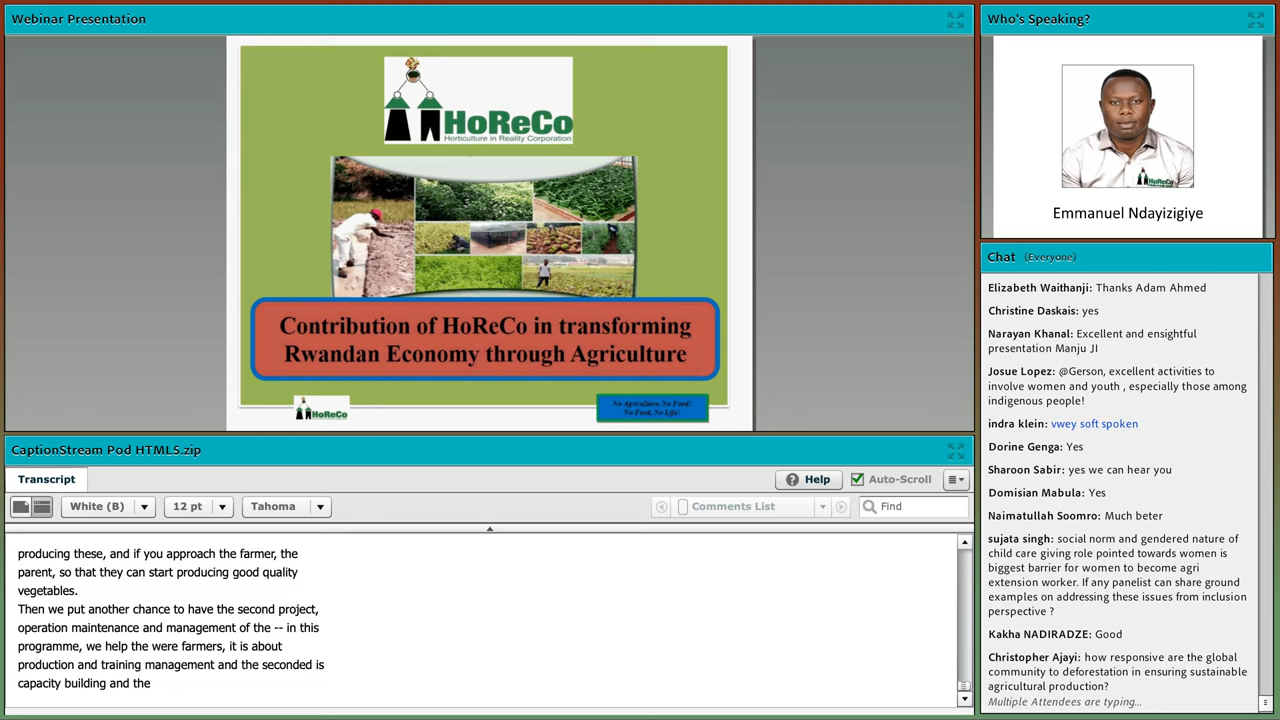 Webinar Presentation
HoReCo
Horticulture in Reality Corporation
Contribution of HoReCo in transforming
Rwandan Economy through Agriculture
HoReCo
No Agriculture, No Food!
No Food, No Life!
Who's Speaking?
HoReCo
Emmanuel Ndayizigiye
Chat (Everyone)
Elizabeth Waithanji: Thanks Adam Ahmed
Christine Daskais: yes
Narayan Khanal: Excellent and ensightful
presentation Manju JI
Josue Lopez: @Gerson, excellent activities to
involve women and youth , especially those among
indigenous people!
indra klein: vwey soft spoken
Dorine Genga: Yes
Sharoon Sabir: yes we can hear you
Domisian Mabula: Yes
Naimatullah Soomro: Much beter
sujata singh: social norm and gendered nature of
child care giving role pointed towards women is
biggest barrier for women to become agri
extension worker. If any panelist can share ground
examples on addressing these issues from inclusion
perspective ?
Kakha NADIRADZE: Good
Christopher Ajayi: how responsive are the global
community to deforestation in ensuring sustainable
agricultural production?
Multiple Attendees are typing...
CaptionStream Pod HTML5.zip
Transcript
Help
Auto-Scroll
White (B)
12 pt
Tahoma
Comments List
Find
producing these, and if you approach the farmer, the
parent, so that they can start producing good quality
vegetables.
Then we put another chance to have the second project,
operation maintenance and management of the -- in this
programme, we help the were farmers, it is about
production and training management and the seconded is
capacity building and the